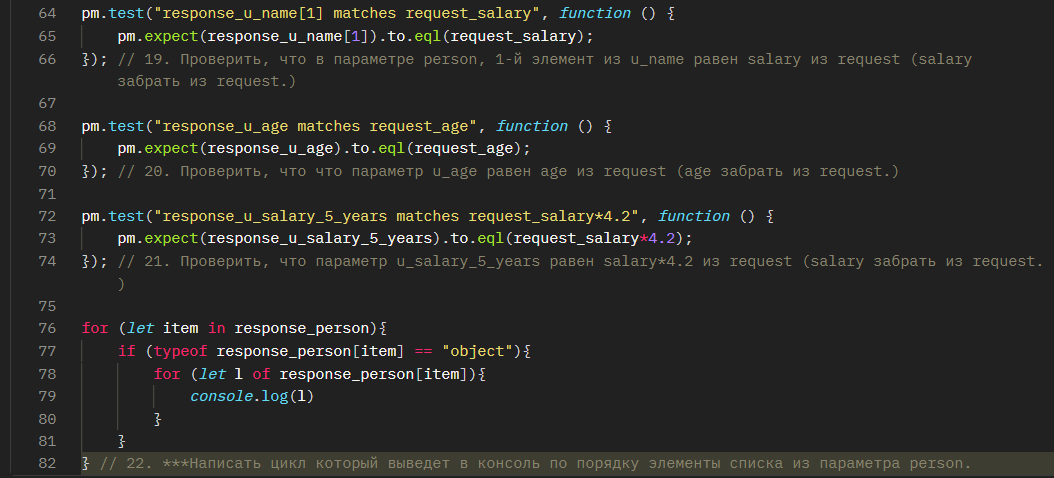 64 pm.test("response_u_name[1] matches request_salary", function () {
65 pm.expect(response_u_name[1]).to.eql(request_salary);
66 }); // 19. Проверить, что в параметре person, 1-й элемент из u_name равен salary из request (salary
забрать из request.)
67
68 pm.test("response_u_age matches request_age", function () {
69 pm.expect(response_u_age).to.eql(request_age);
70 }); // 20. Проверить, что что параметр u_age равен age из request (age забрать из request.)
71
72 pm.test("response_u_salary_5_years matches request_salary*4.2", function () {
73 pm.expect(response_u_salary_5_years).to.eql(request_salary*4.2);
74 }); // 21. Проверить, что параметр u_salary_5_years равен salary*4.2 из request (salary забрать из request.
)
75
76 for (let item in response_person){
77 if (typeof response_person[item] == "object"){
78 for (let l of response_person[item]){
79 console.log(l)
80 }
81 }
82 } // 22. ***Написать цикл который выведет в консоль по порядку элементы списка из параметра person.